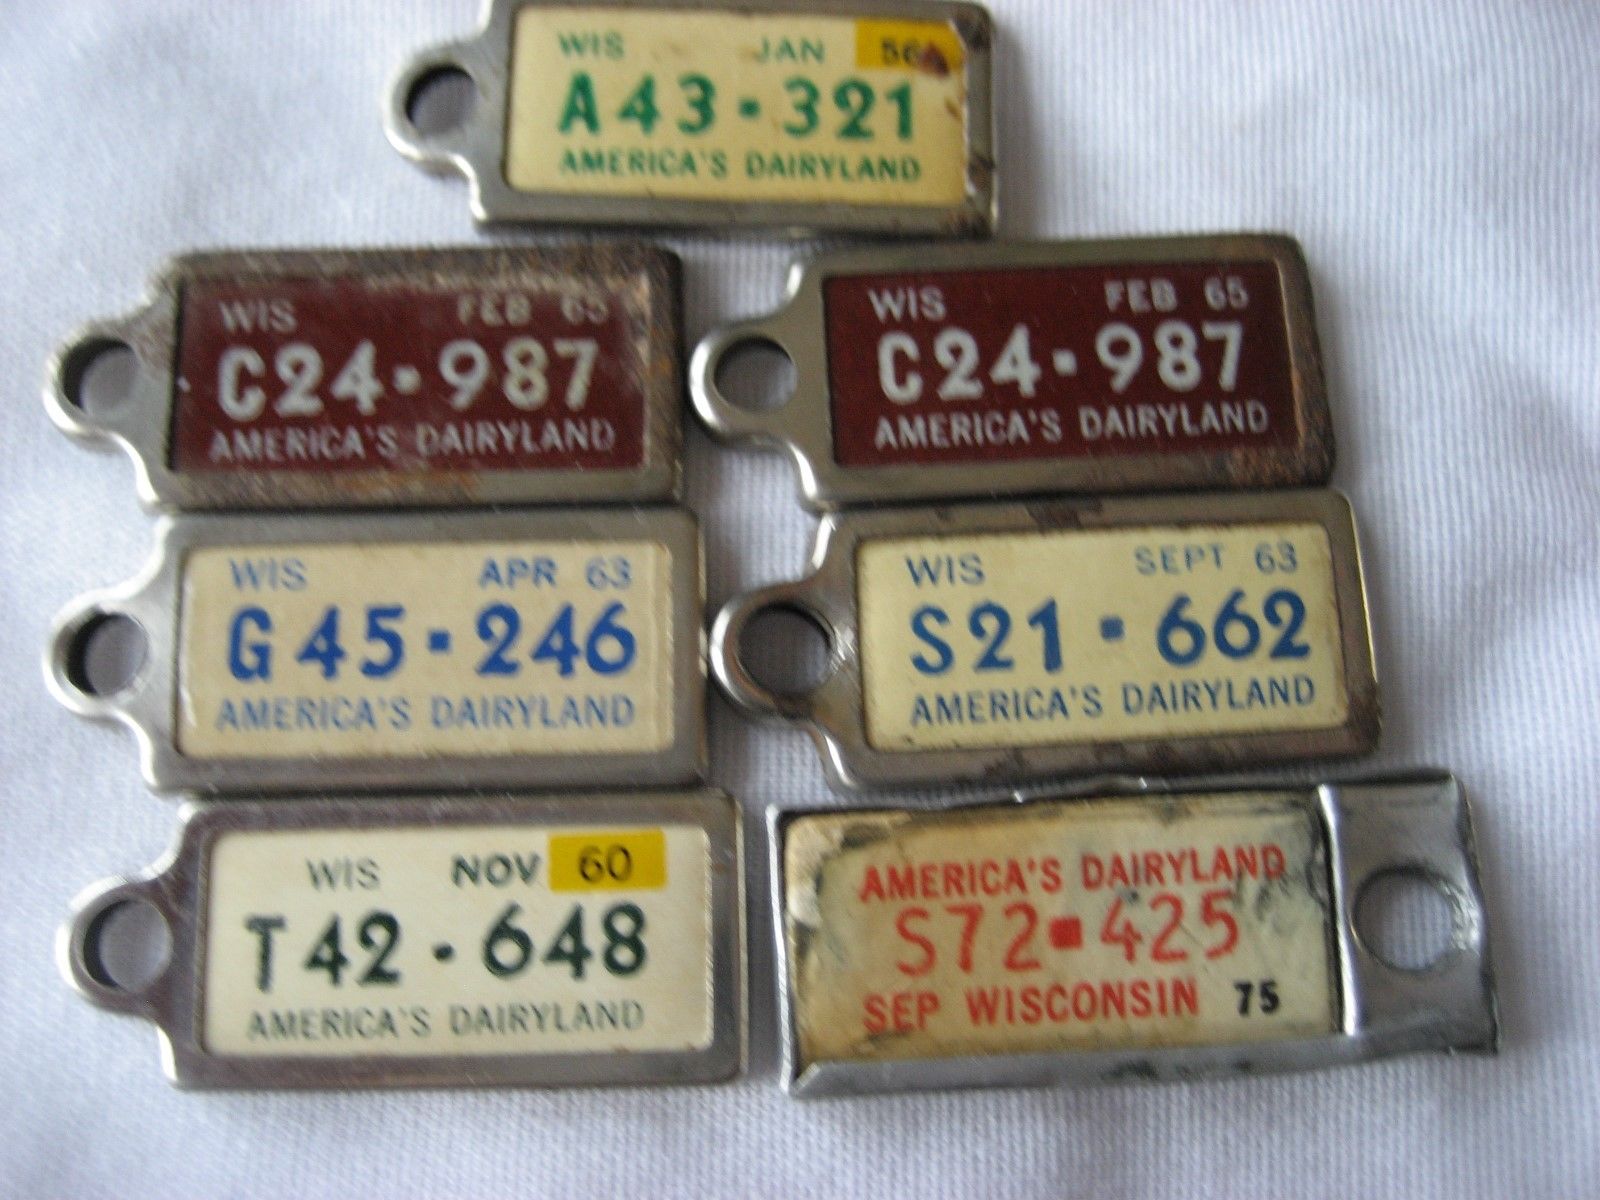 WIS JAN 56
A43·321
AMERICA'S DAIRYLAND
WIS FEB 65
C24·987
AMERICA'S DAIRYLAND
WIS FEB 65
C24·987
AMERICA'S DAIRYLAND
WIS APR 63
G45·246
AMERICA'S DAIRYLAND
WIS SEPT 63
S21·662
AMERICA'S DAIRYLAND
WIS NOV 60
T42·648
AMERICA'S DAIRYLAND
AMERICA'S DAIRYLAND
S72·425
SEP WISCONSIN 75